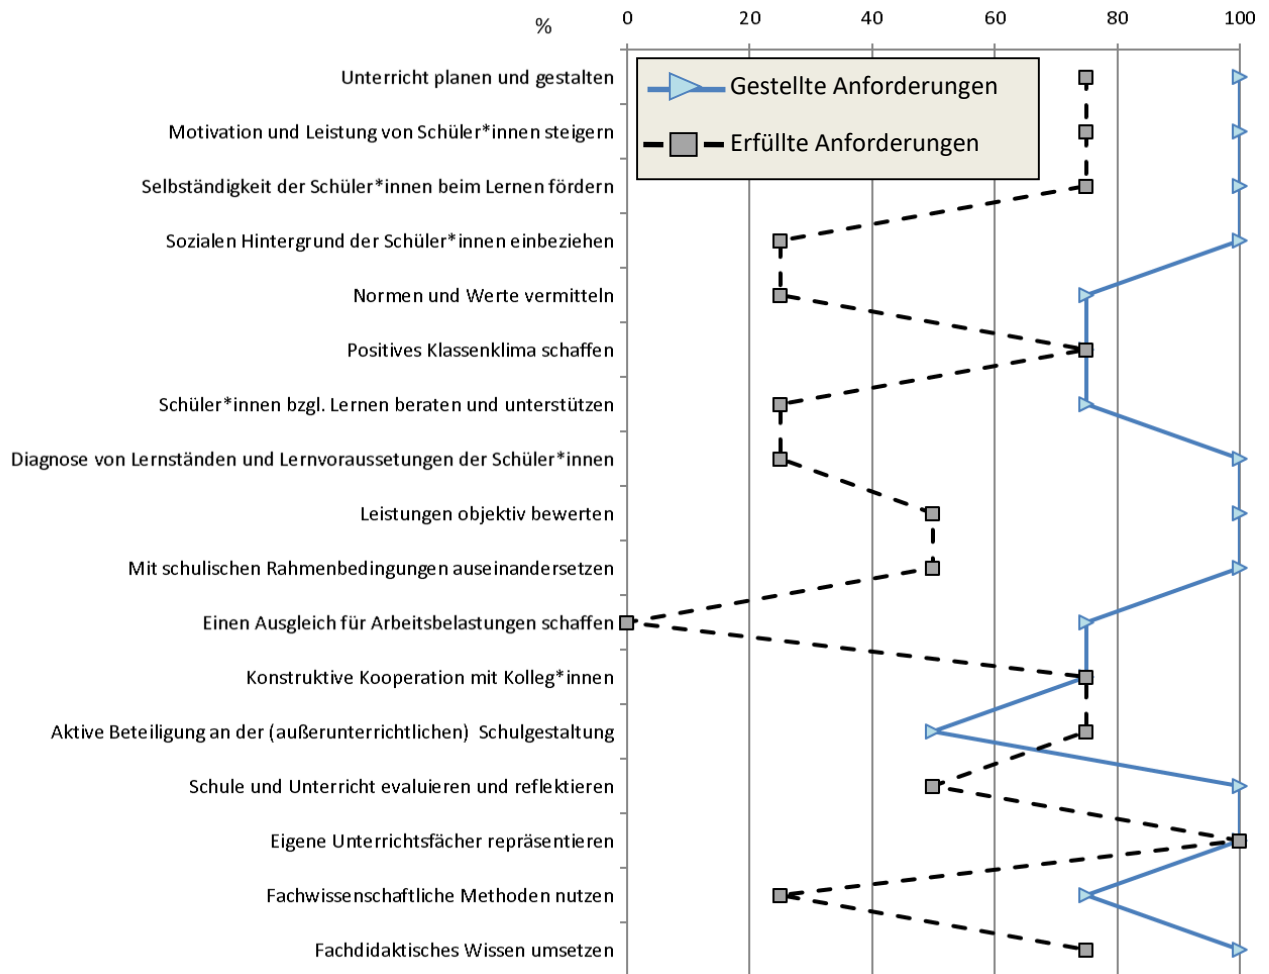 % 0 20 40 60 80 100
Gestellte Anforderungen
Erfüllte Anforderungen
Unterricht planen und gestalten
Motivation und Leistung von Schüler*innen steigern
Selbständigkeit der Schüler*innen beim Lernen fördern
Sozialen Hintergrund der Schüler*innen einbeziehen
Normen und Werte vermitteln
Positives Klassenklima schaffen
Schüler*innen bzgl. Lernen beraten und unterstützen
Diagnose von Lernständen und Lernvoraussetungen der Schüler*innen
Leistungen objektiv bewerten
Mit schulischen Rahmenbedingungen auseinandersetzen
Einen Ausgleich für Arbeitsbelastungen schaffen
Konstruktive Kooperation mit Kolleg*innen
Aktive Beteiligung an der (außerunterrichtlichen) Schulgestaltung
Schule und Unterricht evaluieren und reflektieren
Eigene Unterrichtsfächer repräsentieren
Fachwissenschaftliche Methoden nutzen
Fachdidaktisches Wissen umsetzen